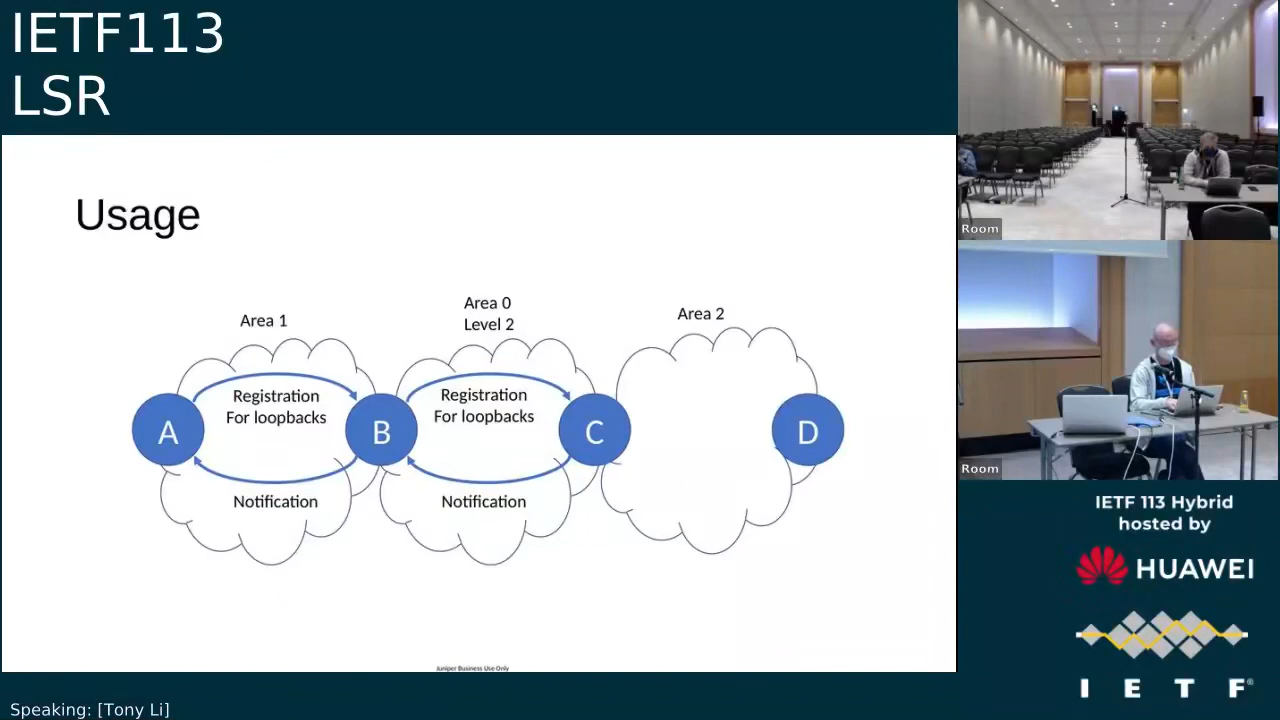 IETF113
LSR
Usage
Area 1
Area 0
Level 2
Area 2
Registration
For loopbacks
Registration
For loopbacks
A
B
C
D
Notification
Notification
Juniper Business Use Only
Speaking: [Tony Li]
Room
Room
IETF 113 Hybrid
hosted by
HUAWEI
I E T F®